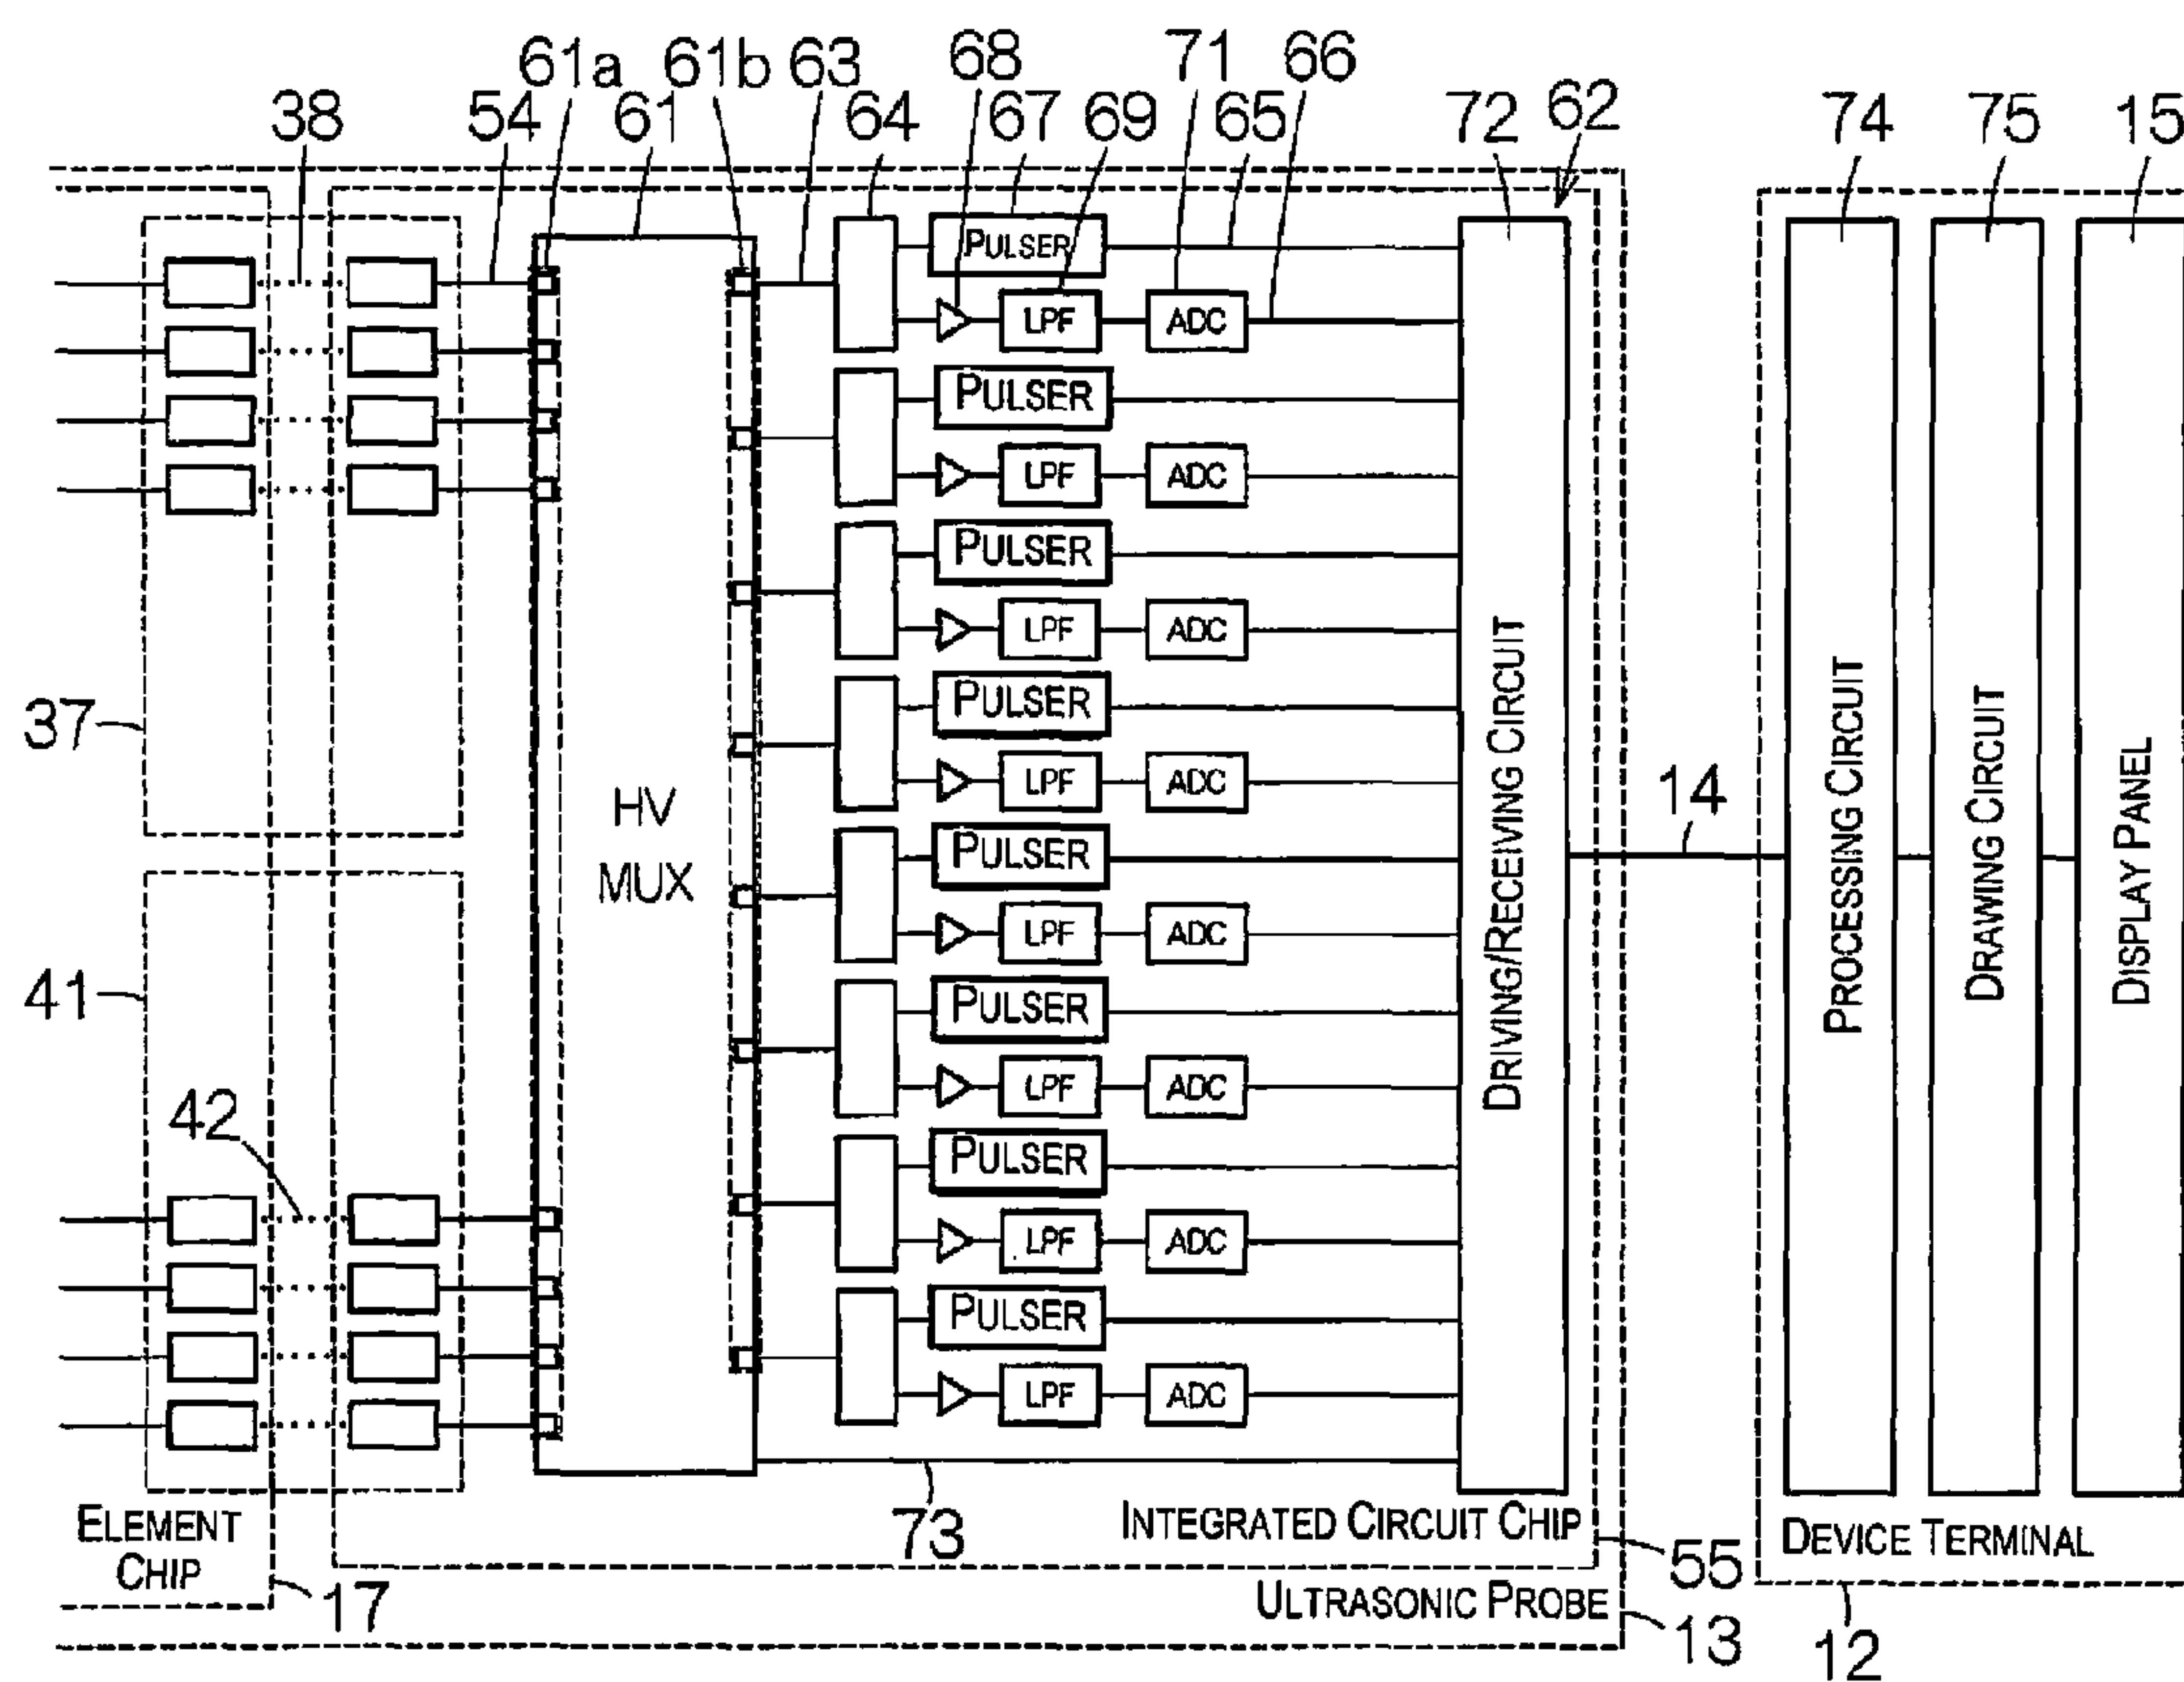 61a 61b 63 68 71 66
38 54 61 64 67 69 65 72 62 74 75 15
PULSER
LPF ADC
PULSER
LPF ADC
PULSER
LPF ADC
PULSER
LPF ADC
PULSER
LPF ADC
PULSER
LPF ADC
PULSER
LPF ADC
PULSER
LPF ADC
37
41
42
HV
MUX
DRIVING/RECEIVING CIRCUIT
14
PROCESSING CIRCUIT
DRAWING CIRCUIT
DISPLAY PANEL
ELEMENT
CHIP
17
73
INTEGRATED CIRCUIT CHIP
55
ULTRASONIC PROBE
13
DEVICE TERMINAL
12